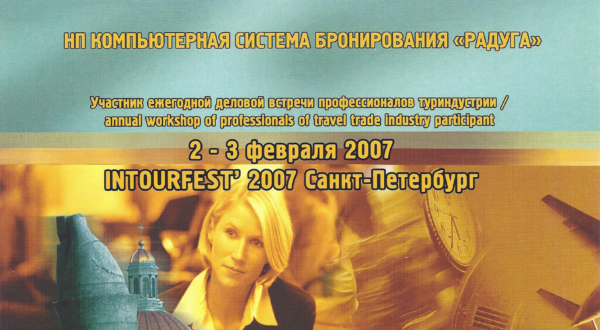 НП КОМПЬЮТЕРНАЯ СИСТЕМА БРОНИРОВАНИЯ «РАДУГА»
Участник ежегодной деловой встречи профессионалов туриндустрии /
annual workshop of professionals of travel trade industry participant
2 - 3 февраля 2007
INTOURFEST’ 2007 Санкт-Петербург